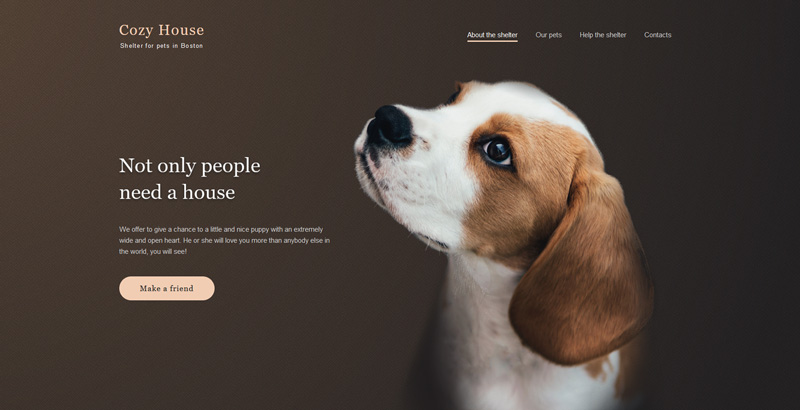 Cozy House
Shelter for pets in Boston
About the shelter
Our pets
Help the shelter
Contacts
Not only people
need a house
We offer to give a chance to a little and nice puppy with an extremely
wide and open heart. He or she will love you more than anybody else in
the world, you will see!
Make a friend